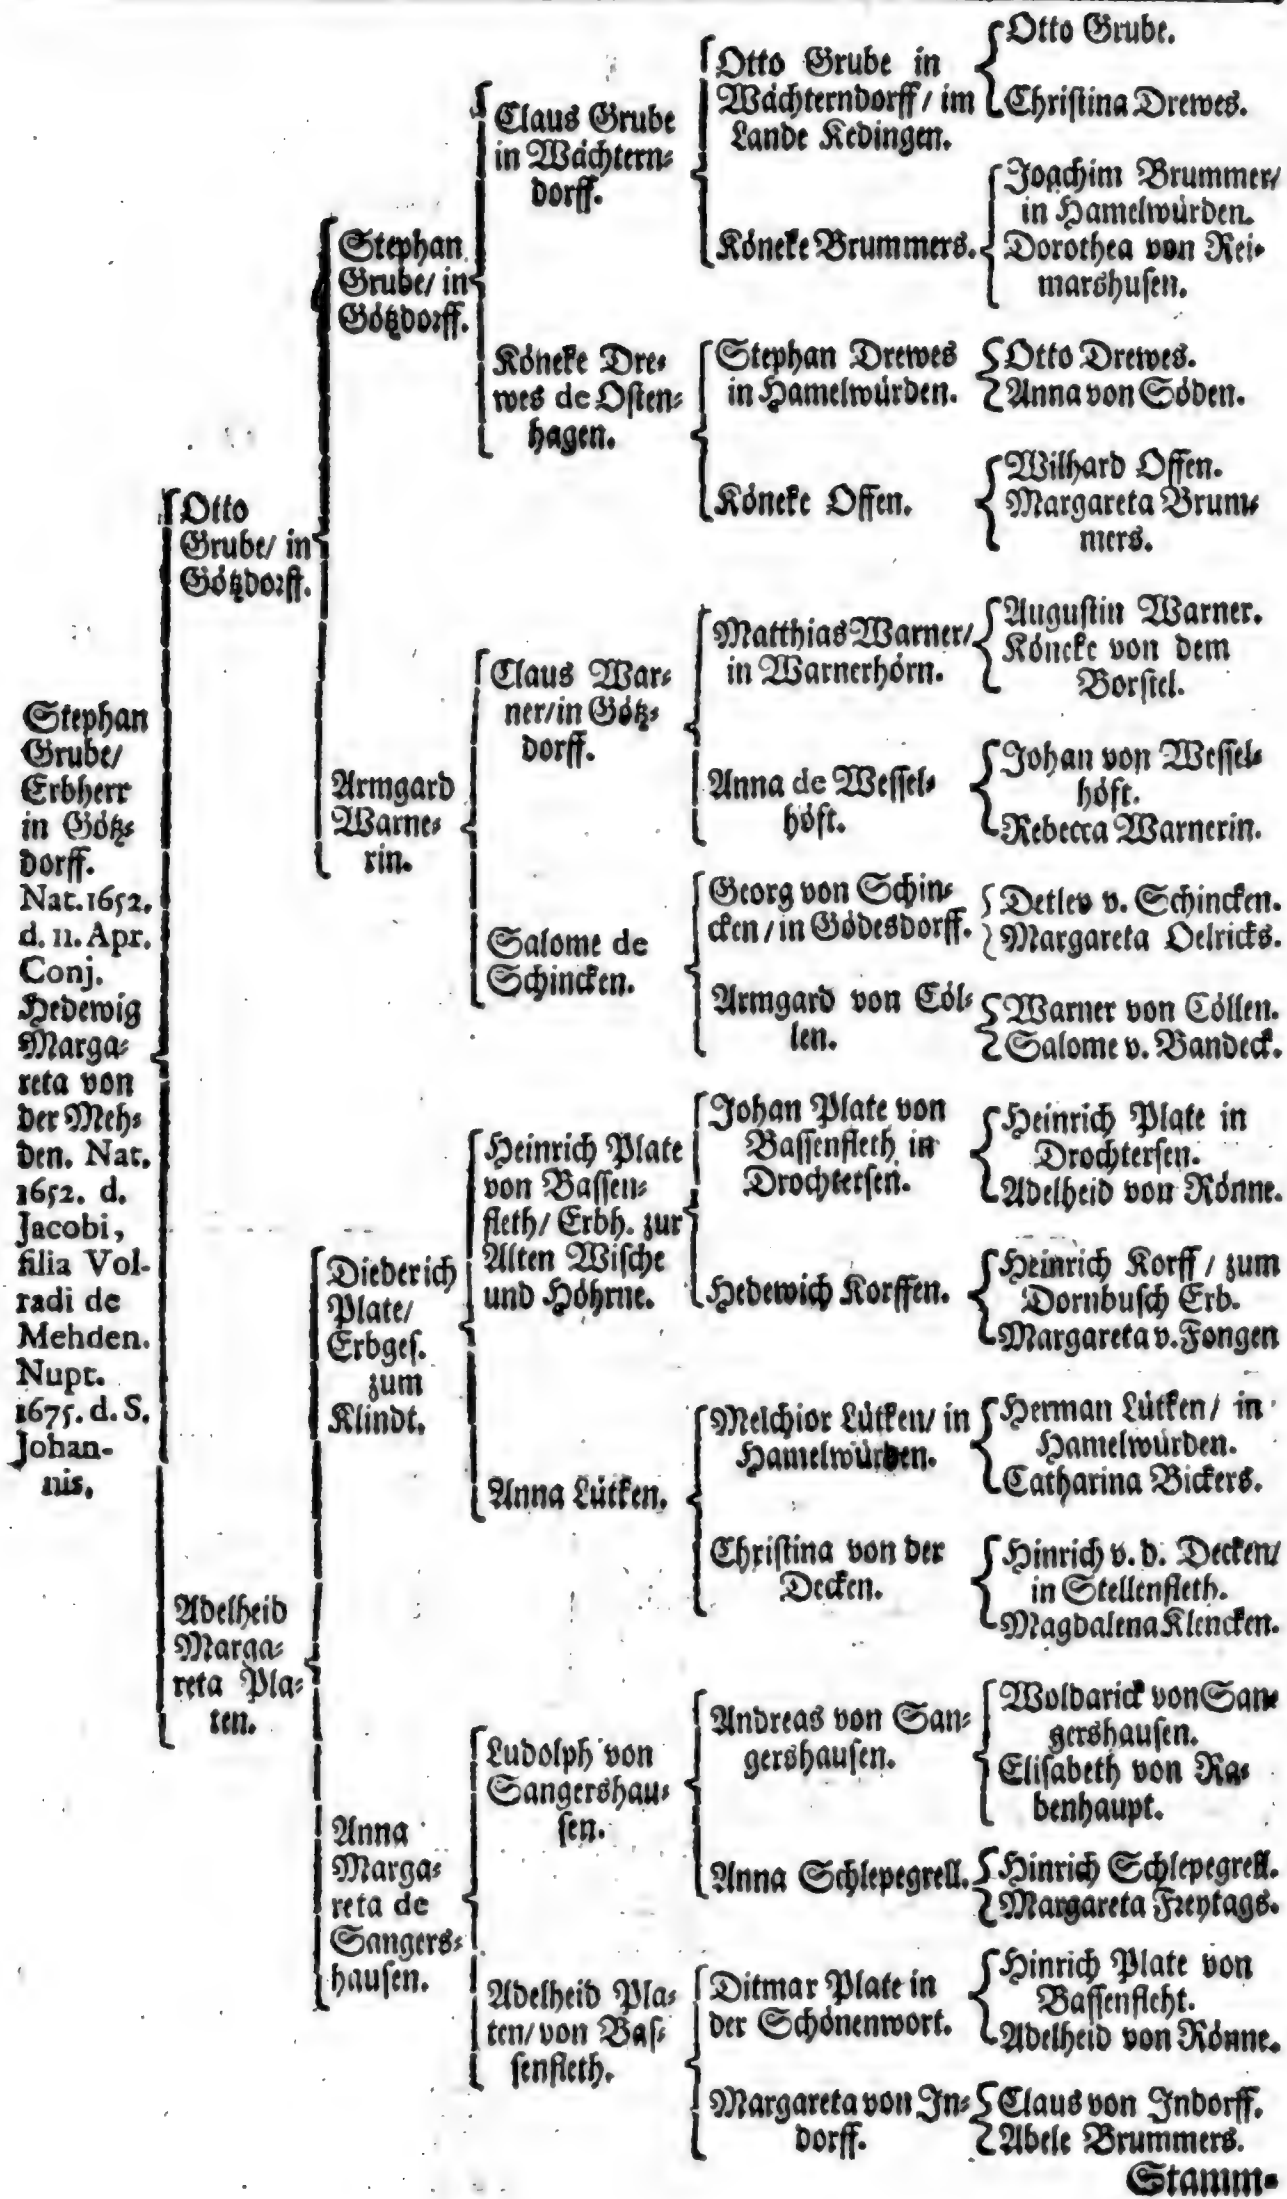 Stephan
Grube/
Erbherr
in Götz-
dorff.
Nat. 1652.
d. 11. Apr.
Conj.
Hedewig
Marga-
reta von
der Meh-
den. Nat.
1652. d.
Jacobi,
filia Vol-
radi de
Mehden.
Nupt.
1675. d. S.
Johan-
nis.
Otto
Grube/ in
Götzdorff.
Adelheid
Marga-
reta Pla-
ten.
Stephan
Grube/ in
Götzdorff.
Armgard
Warne-
rin.
Diederich
Plate/
Erbges.
zum
Klindt.
Anna
Marga-
reta de
Sangers-
hausen.
Claus Grube
in Wächtern-
dorff.
Köneke Dre-
wes de Osten-
hagen.
Claus War-
ner/in Götz-
dorff.
Salome de
Schincken.
Heinrich Plate
von Bassen-
fleth/ Erbh. zur
Alten Wische
und Höhrne.
Anna Lütken.
Ludolph von
Sangershau-
sen.
Adelheid Pla-
ten/von Bas-
senfleth.
Otto Grube in
Wächterndorff/ im
Lande Kedingen.
Köneke Brummers.
Stephan Drewes
in Hamelwürden.
Köneke Offen.
Matthias Warner/
in Warnerhörn.
Anna de Wessel-
höft.
Georg von Schin-
cken/ in Gödesdorff.
Armgard von Cöl-
len.
Johan Plate von
Bassenfleth in
Drochtersen.
Hedewich Korffen.
Melchior Lütken/ in
Hamelwürden.
Christina von der
Decken.
Andreas von San-
gershausen.
Anna Schlepegrell.
Ditmar Plate in
der Schönenwort.
Margareta von In-
dorff.
Otto Grube.
Christina Drewes.
Joachim Brummer/
in Hamelwürden.
Dorothea von Rei-
marshusen.
Otto Drewes.
Anna von Söden.
Wilhard Offen.
Margareta Brum-
mers.
Augustin Warner.
Köneke von dem
Borstel.
Johan von Wessel-
höft.
Rebecca Warnerin.
Detlev v. Schincken.
Margareta Oelricks.
Warner von Cöllen.
Salome v. Bandeck.
Heinrich Plate in
Drochtersen.
Adelheid von Rönne.
Heinrich Korff / zum
Dornbusch Erb.
Margareta v. Fongen
Herman Lütken/ in
Hamelwürden.
Catharina Bickers.
Hinrich v. d. Decken/
in Stellenfleth.
Magdalena Klencken.
Woldarick von San-
gershausen.
Elisabeth von Ra-
benhaupt.
Hinrich Schlepegrell.
Margareta Freytags.
Hinrich Plate von
Bassenfleht.
Adelheid von Rönne.
Claus von Indorff.
Abele Brummers.
Stamm-